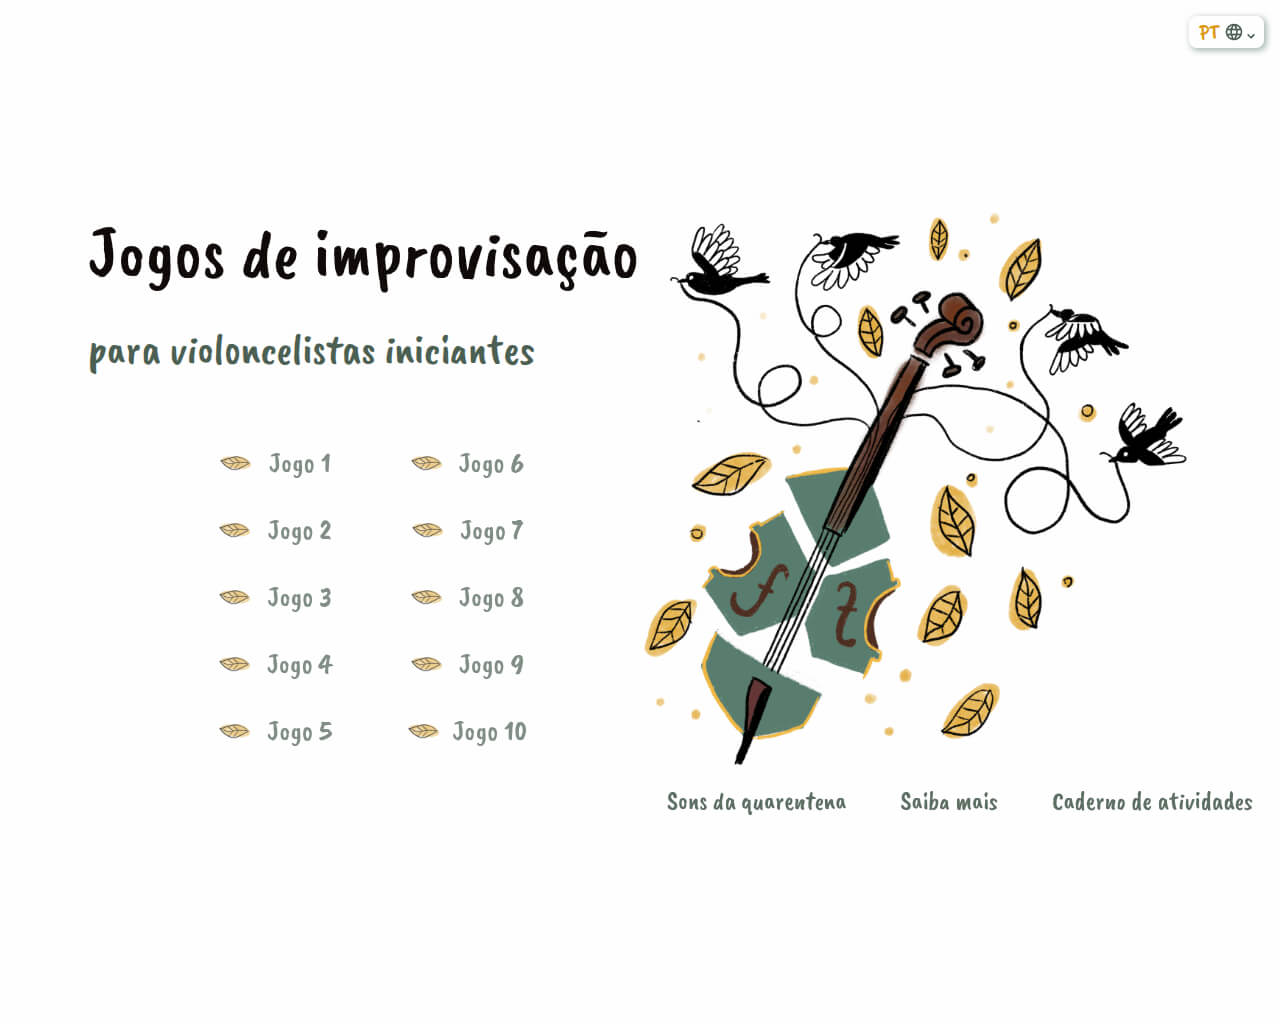 PT
Jogos de improvisação
para violoncelistas iniciantes
Jogo 1
Jogo 2
Jogo 3
Jogo 4
Jogo 5
Jogo 6
Jogo 7
Jogo 8
Jogo 9
Jogo 10
Sons da quarentena
Saiba mais
Caderno de atividades